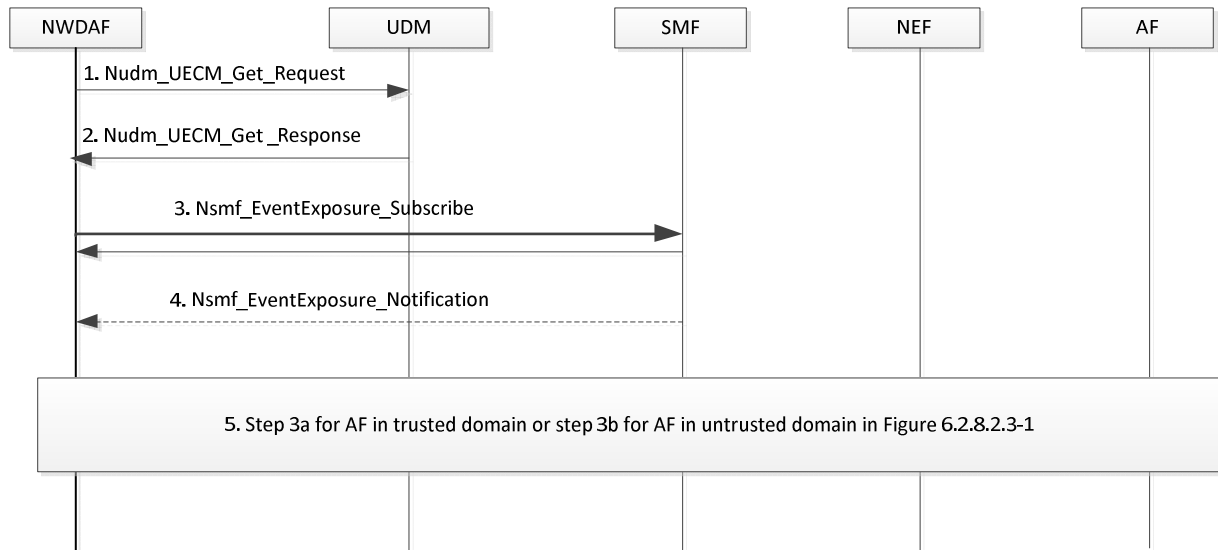 NWDAF
UDM
SMF
NEF
AF
1. Nudm_UECM_Get_Request
2. Nudm_UECM_Get _Response
3. Nsmf_EventExposure_Subscribe
4. Nsmf_EventExposure_Notification
5. Step 3a for AF in trusted domain or step 3b for AF in untrusted domain in Figure 6.2.8.2.3-1